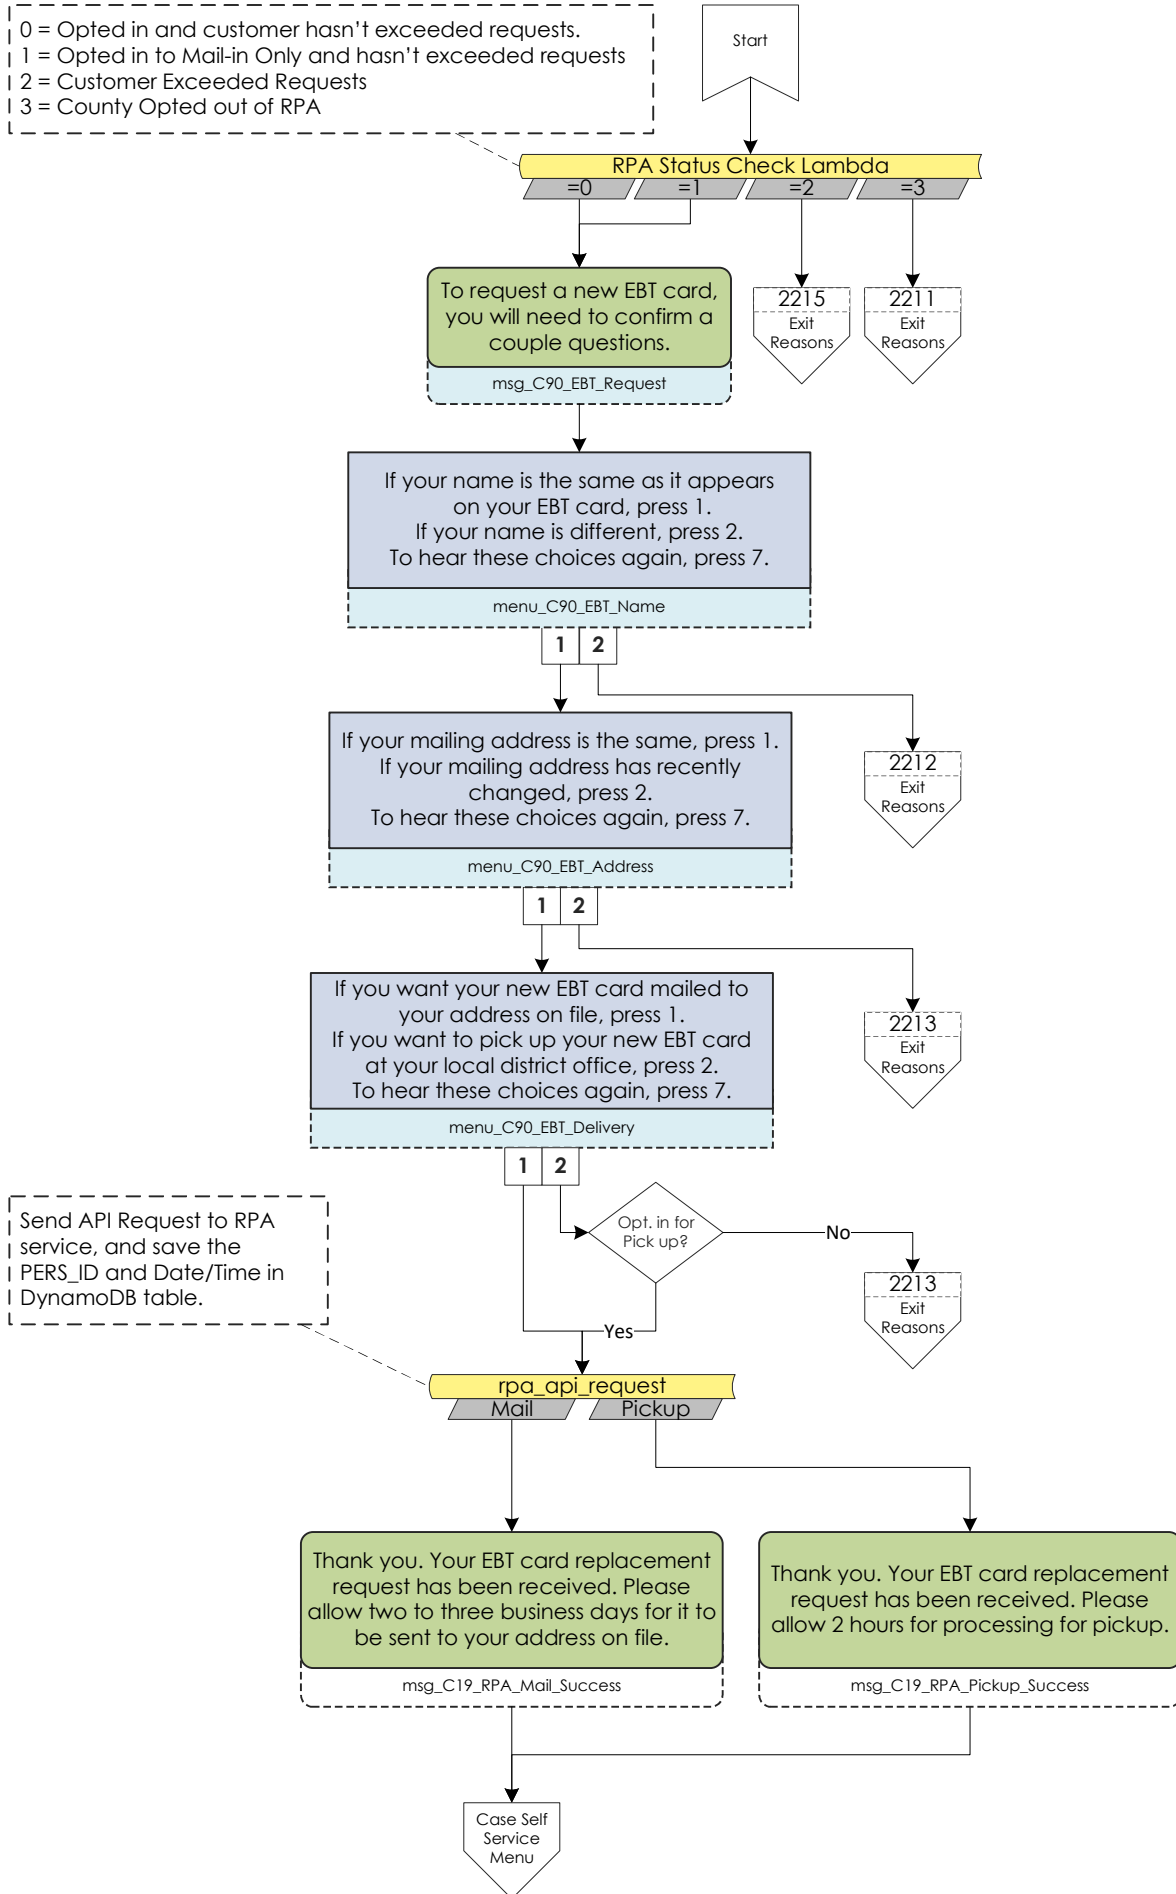 0 = Opted in and customer hasn't exceeded requests.
1 = Opted in to Mail-in Only and hasn't exceeded requests
2 = Customer Exceeded Requests
3 = County Opted out of RPA
Start
RPA Status Check Lambda
=0 =1 =2 =3
To request a new EBT card,
you will need to confirm a
couple questions.
msg_C90_EBT_Request
2215
Exit
Reasons
2211
Exit
Reasons
If your name is the same as it appears
on your EBT card, press 1.
If your name is different, press 2.
To hear these choices again, press 7.
menu_C90_EBT_Name
1 2
If your mailing address is the same, press 1.
If your mailing address has recently
changed, press 2.
To hear these choices again, press 7.
menu_C90_EBT_Address
1 2
2212
Exit
Reasons
If you want your new EBT card mailed to
your address on file, press 1.
If you want to pick up your new EBT card
at your local district office, press 2.
To hear these choices again, press 7.
menu_C90_EBT_Delivery
1 2
2213
Exit
Reasons
Send API Request to RPA
service, and save the
PERS_ID and Date/Time in
DynamoDB table.
Opt. in for
Pick up?
No
2213
Exit
Reasons
Yes
rpa_api_request
Mail Pickup
Thank you. Your EBT card replacement
request has been received. Please
allow two to three business days for it to
be sent to your address on file.
msg_C19_RPA_Mail_Success
Thank you. Your EBT card replacement
request has been received. Please
allow 2 hours for processing for pickup.
msg_C19_RPA_Pickup_Success
Case Self
Service
Menu